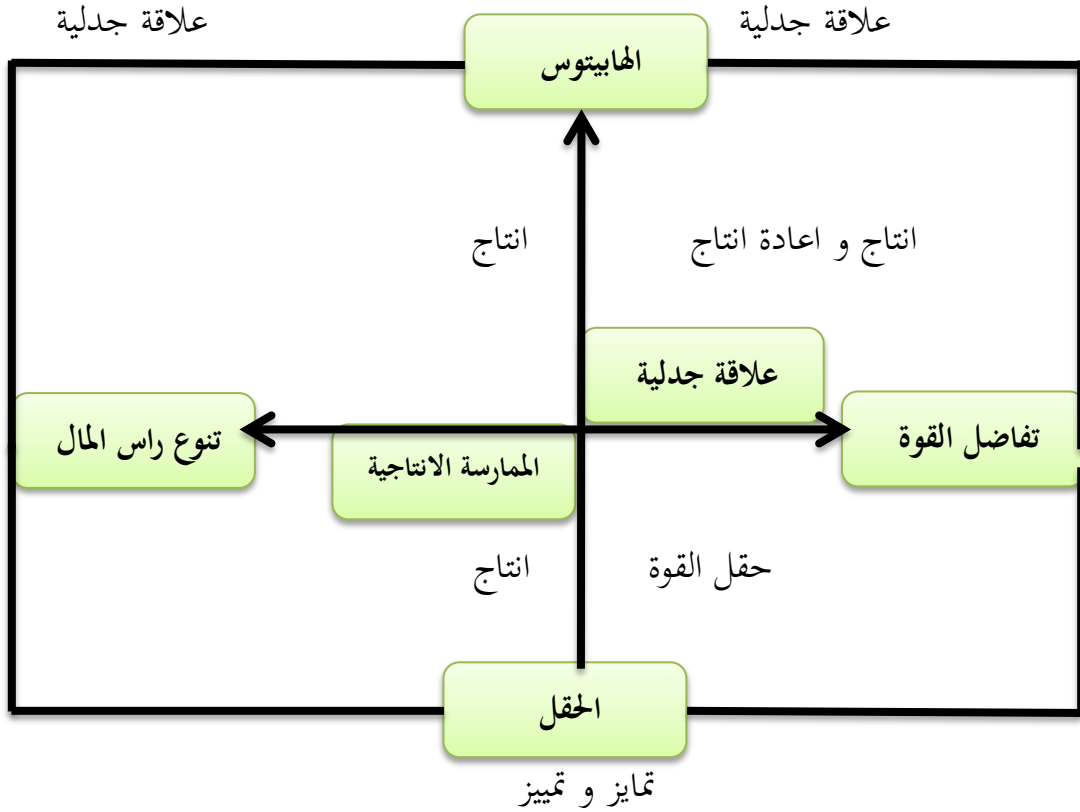 علاقة جدلية
علاقة جدلية
الهابيتوس
انتاج و اعادة انتاج
انتاج
علاقة جدلية
تفاضل القوة
تنوع راس المال
الممارسة الانتاجية
حقل القوة
انتاج
الحقل
تمايز و تمييز